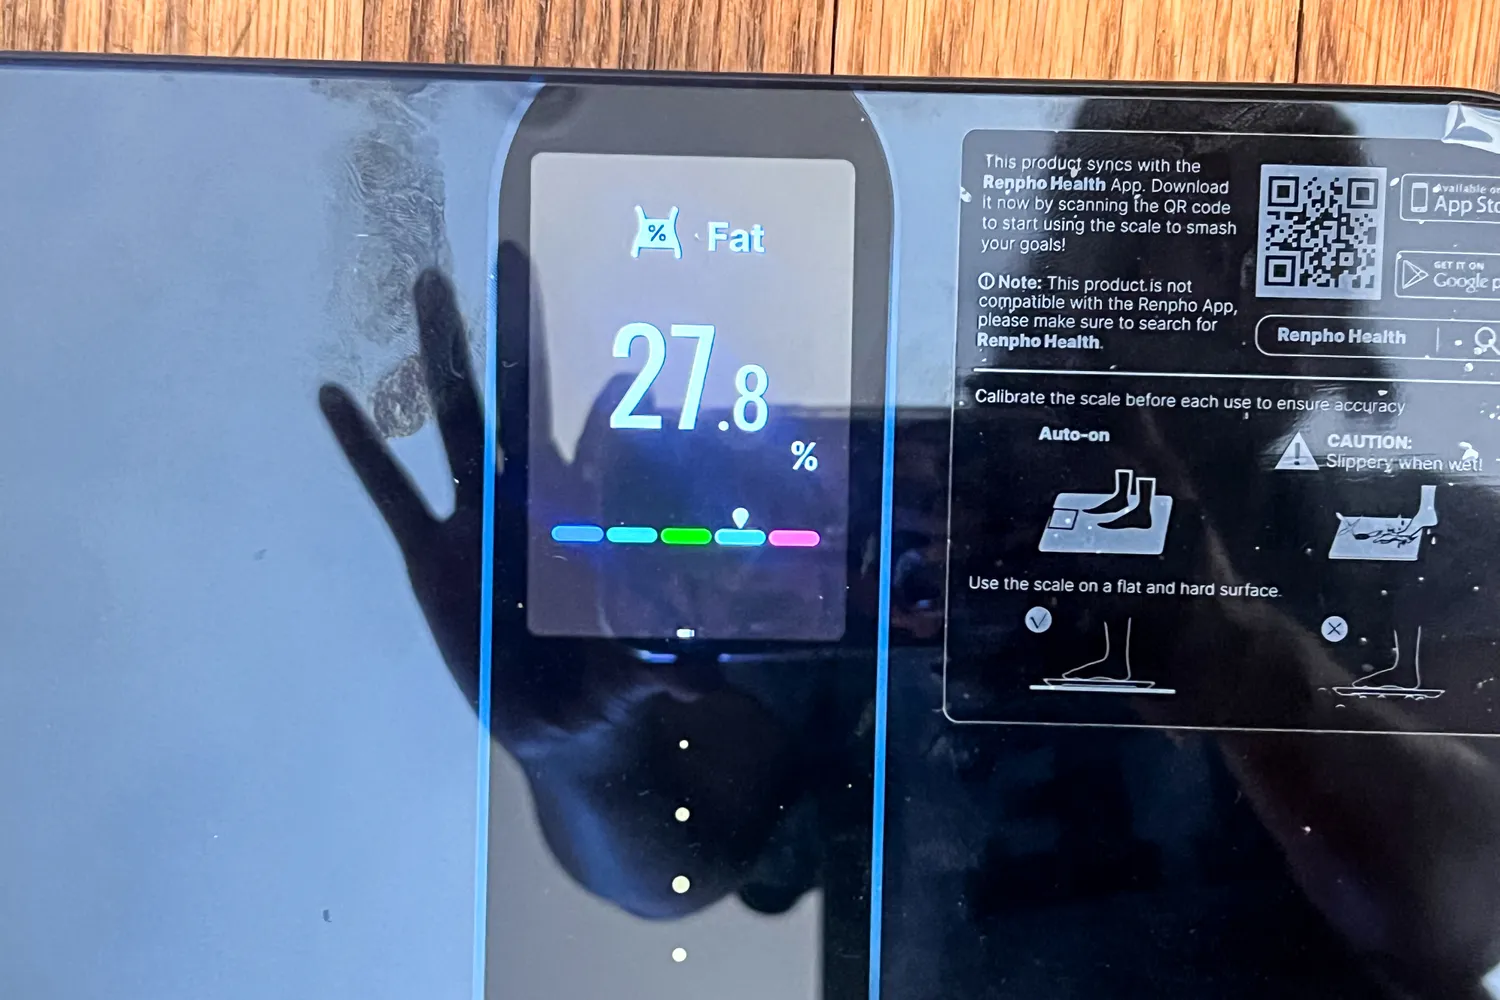 % Fat
27.8
%
This product syncs with the
Renpho Health App. Download
it now by scanning the QR code
to start using the scale to smash
your goals!
Note: This product is not
compatible with the Renpho App,
please make sure to search for
Renpho Health.
Available on
App Sto
GET IT ON
Google p
Renpho Health
Calibrate the scale before each use to ensure accuracy
Auto-on
CAUTION:
Slippery when wet!
Use the scale on a flat and hard surface.